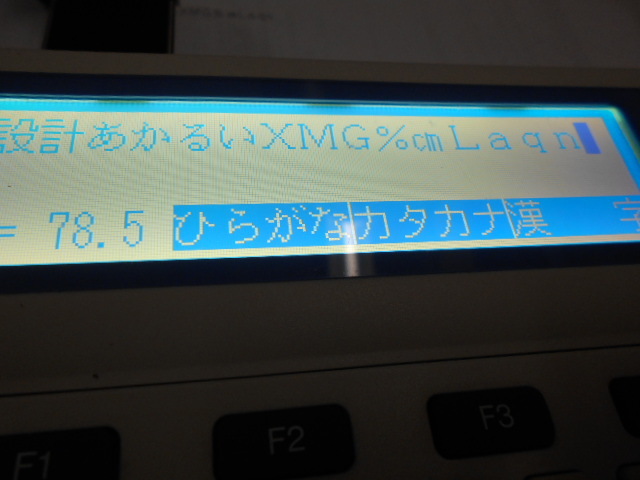 設計あかるいXMG%cmLaqn
= 78.5 ひらがな カタカナ 漢 字
F1 F2 F3